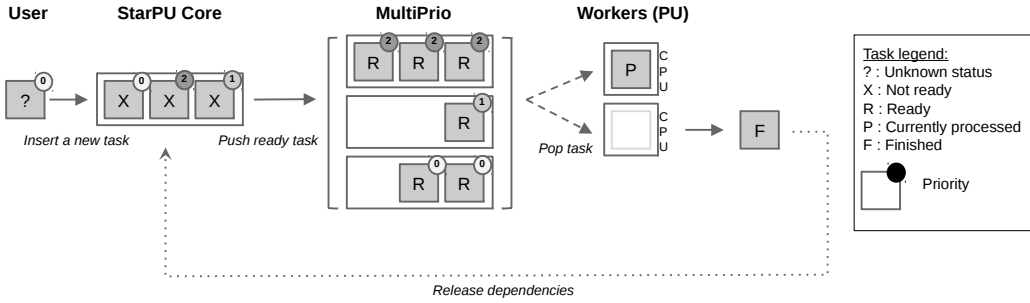 User
StarPU Core
MultiPrio
Workers (PU)
?
0
X
0
X
2
X
1
R
2
R
2
R
2
R
1
R
0
R
0
P
C
P
U
C
P
U
F
Insert a new task
Push ready task
Pop task
Release dependencies
Task legend:
? : Unknown status
X : Not ready
R : Ready
P : Currently processed
F : Finished
Priority